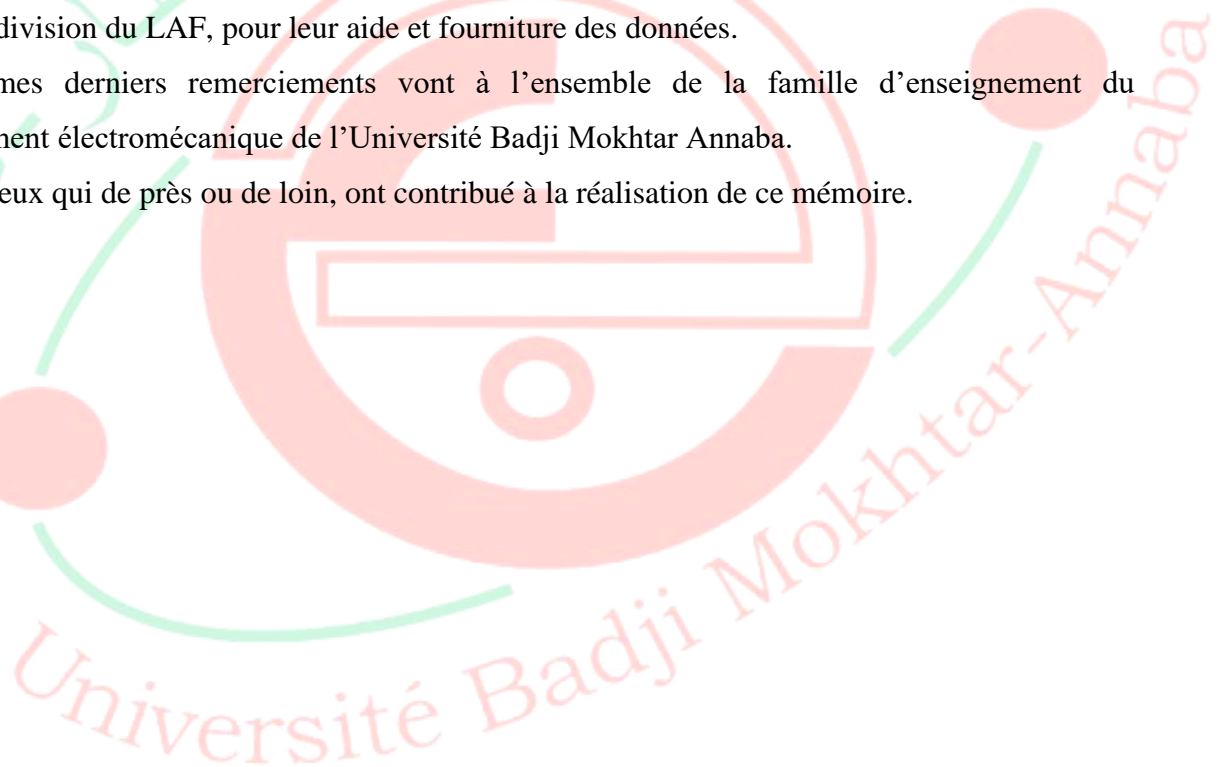 division du LAF, pour leur aide et fourniture des données.
mes derniers remerciements vont à l’ensemble de la famille d’enseignement du
ment électromécanique de l’Université Badji Mokhtar Annaba.
eux qui de près ou de loin, ont contribué à la réalisation de ce mémoire.
Université Badji Mokhtar-Annaba